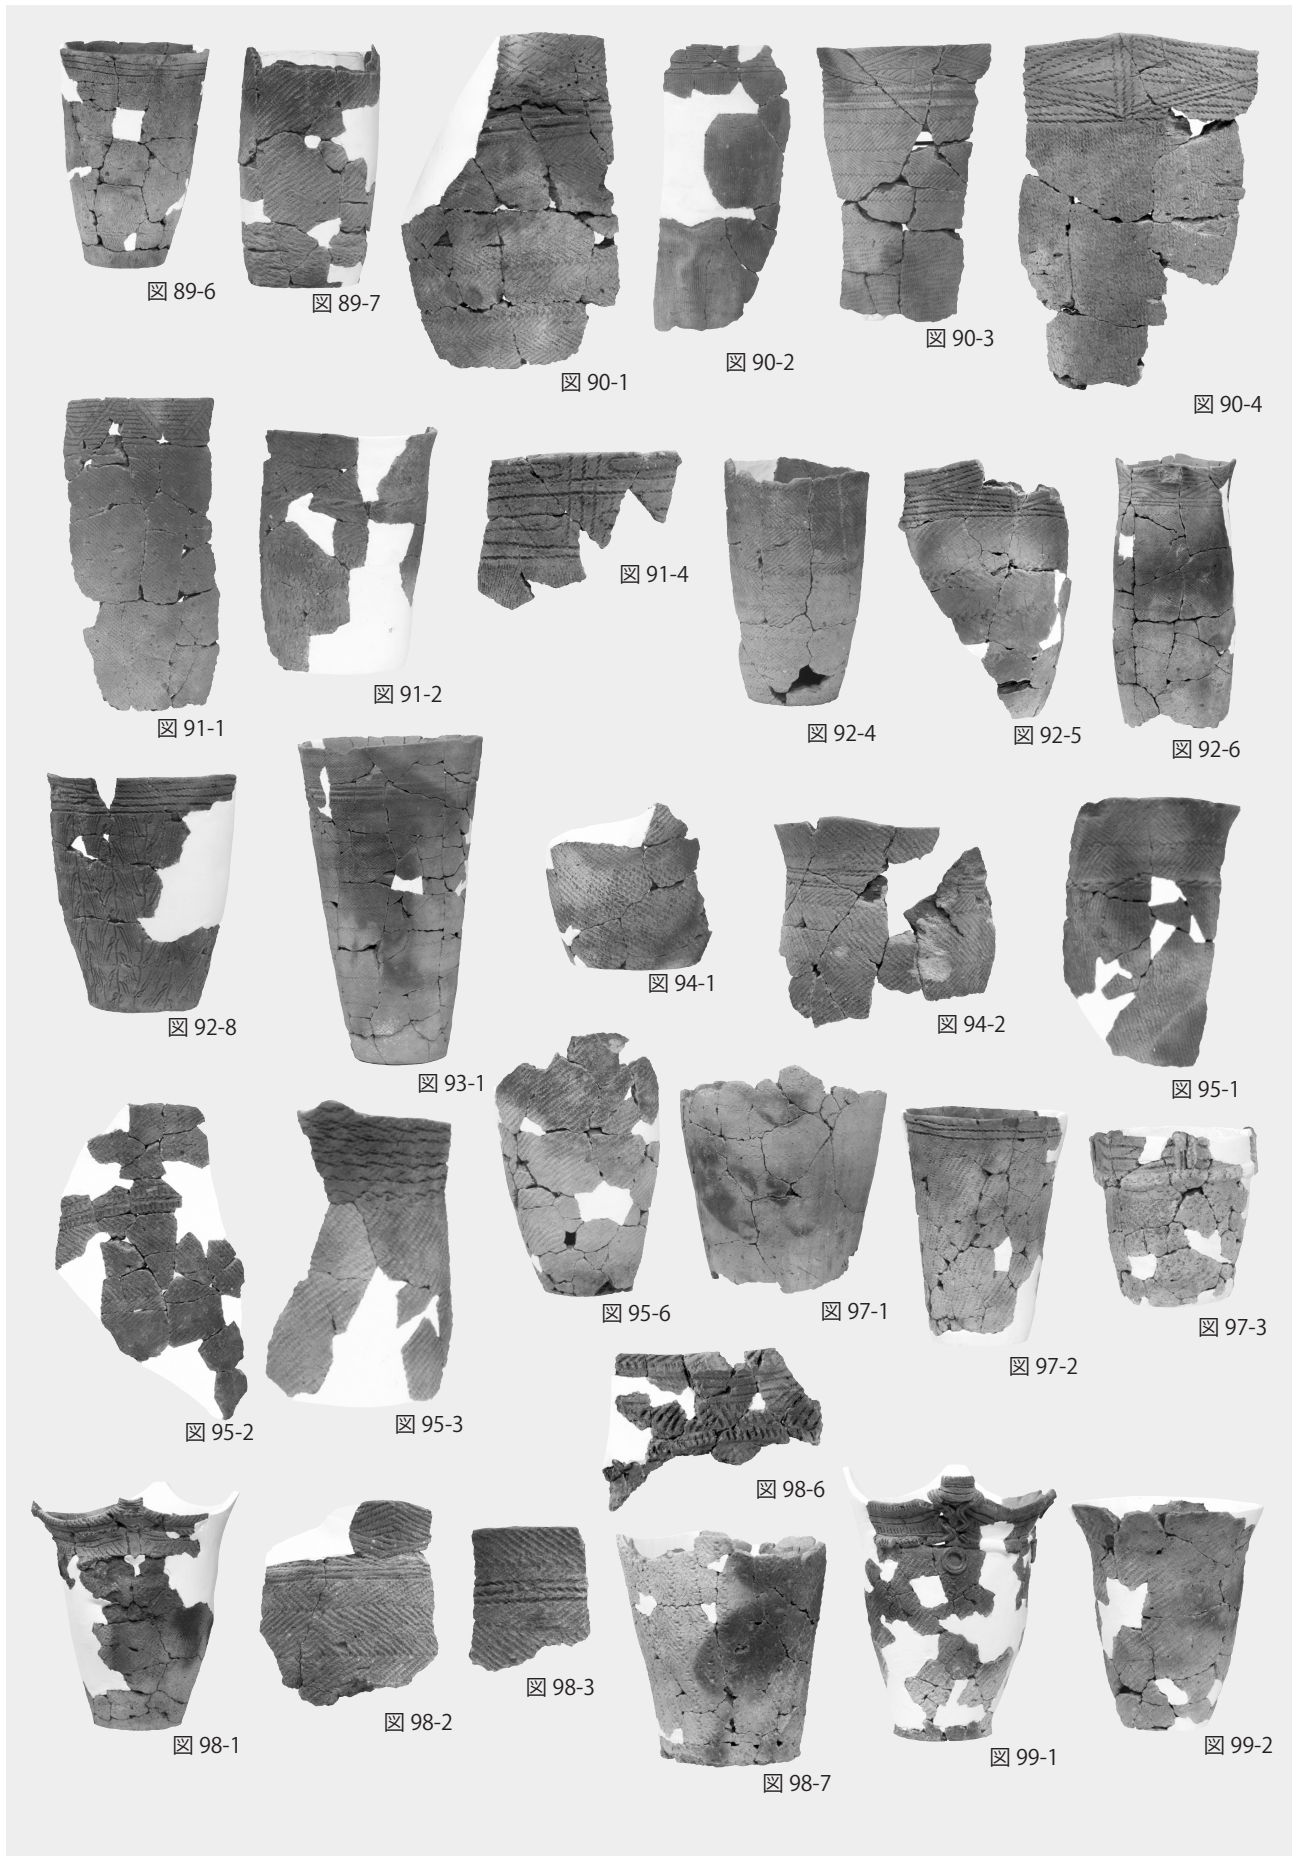 図 89-6
図 89-7
図 90-1
図 90-2
図 90-3
図 90-4
図 91-1
図 91-2
図 91-4
図 92-4
図 92-5
図 92-6
図 92-8
図 93-1
図 94-1
図 94-2
図 95-1
図 95-2
図 95-3
図 95-6
図 97-1
図 97-2
図 97-3
図 98-6
図 98-1
図 98-2
図 98-3
図 98-7
図 99-1
図 99-2